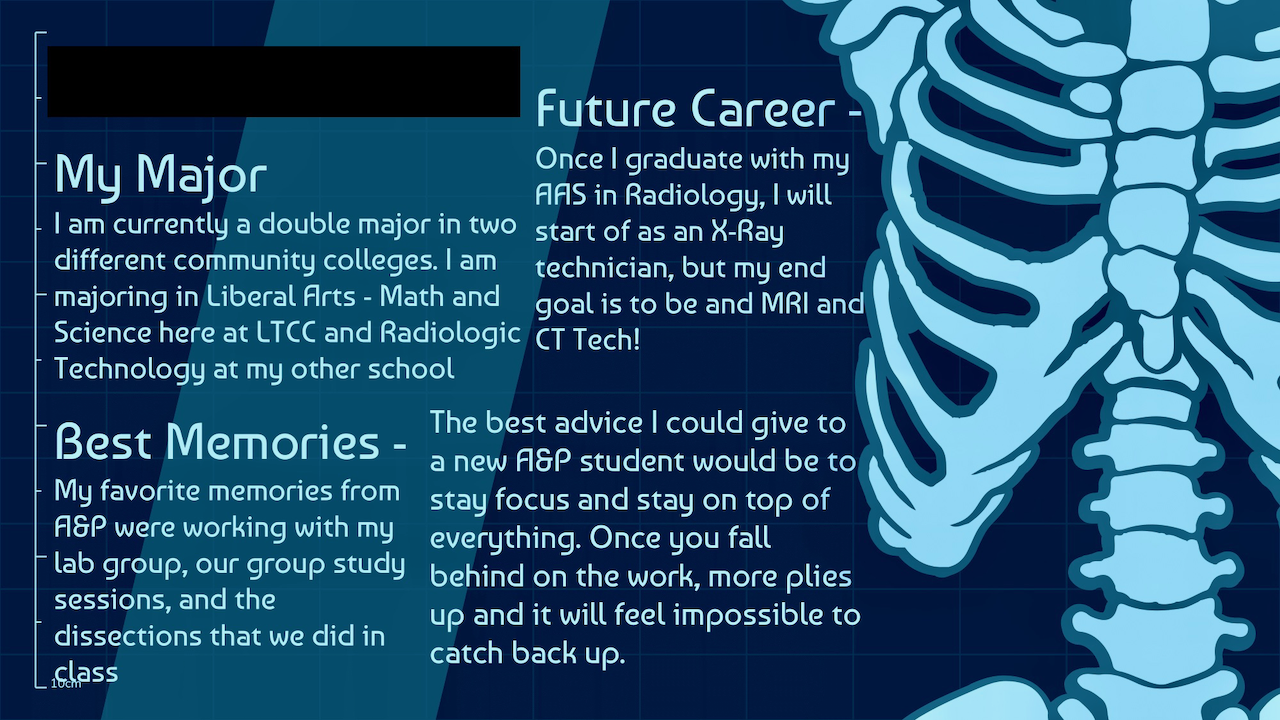 My Major
I am currently a double major in two
different community colleges. I am
majoring in Liberal Arts - Math and
Science here at LTCC and Radiologic
Technology at my other school
Best Memories -
My favorite memories from
A&P were working with my
lab group, our group study
sessions, and the
dissections that we did in
class
10cm
Future Career -
Once I graduate with my
AAS in Radiology, I will
start of as an X-Ray
technician, but my end
goal is to be and MRI and
CT Tech!
The best advice I could give to
a new A&P student would be to
stay focus and stay on top of
everything. Once you fall
behind on the work, more plies
up and it will feel impossible to
catch back up.